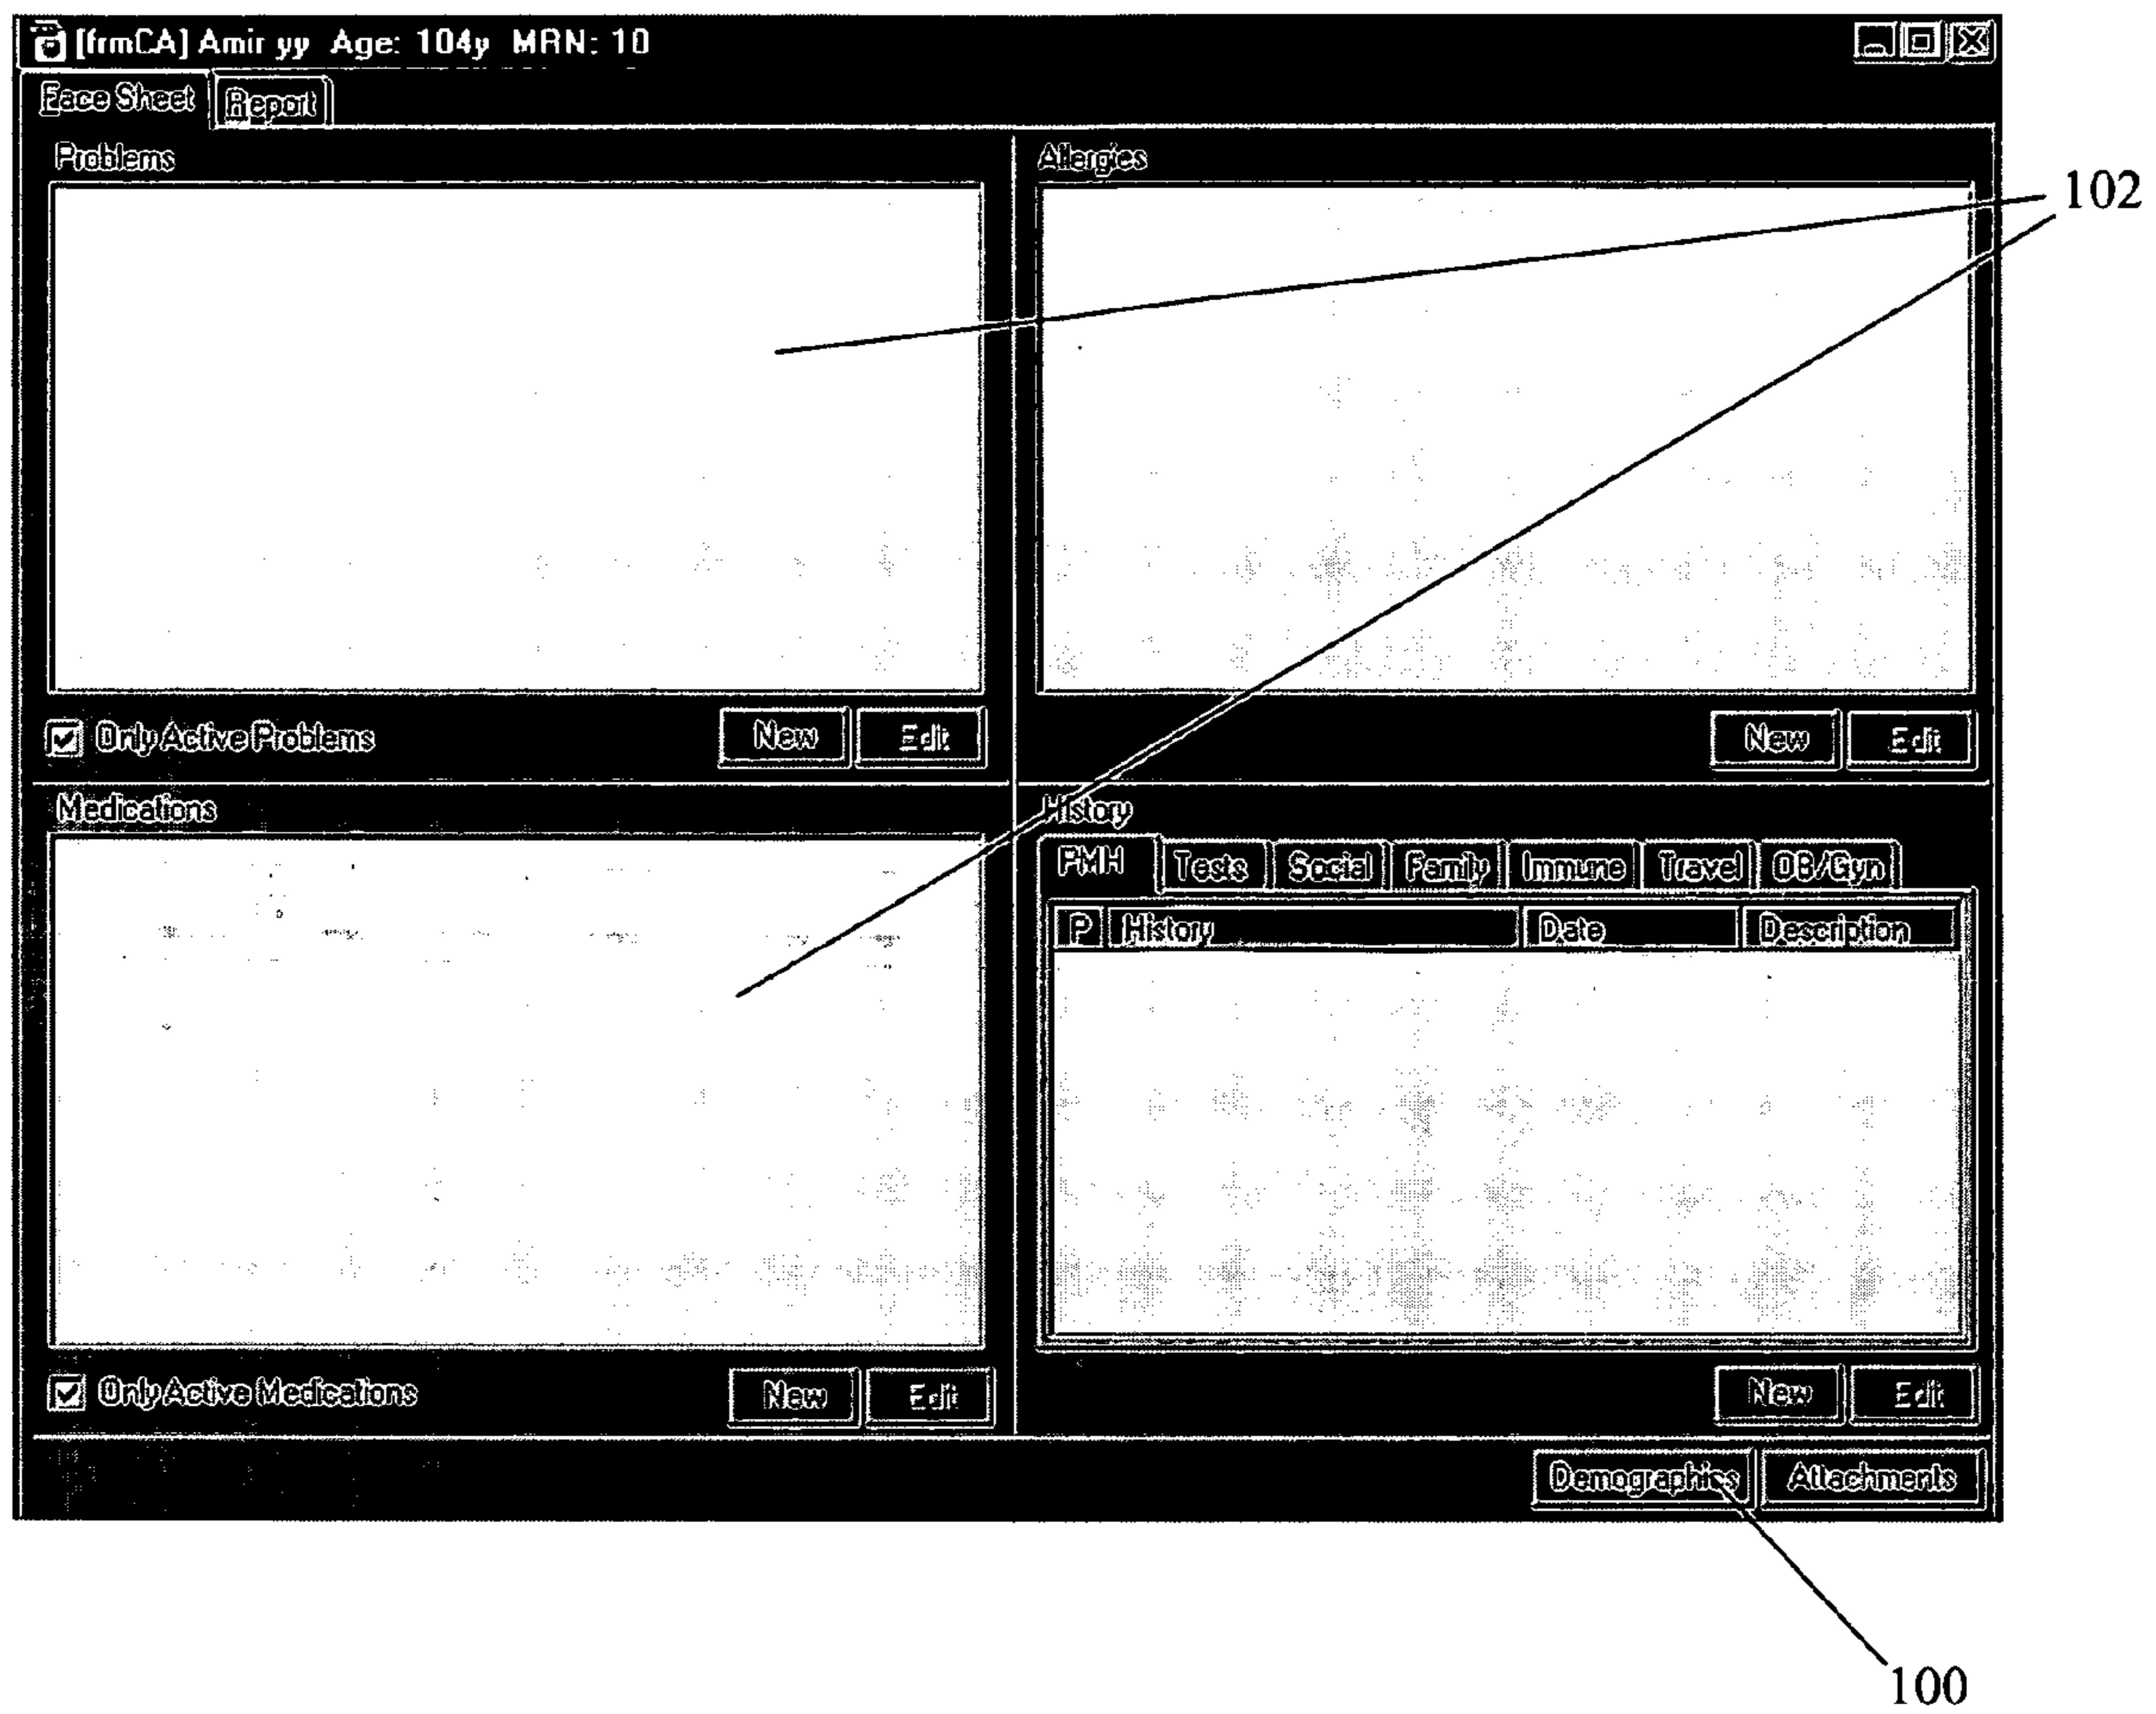 [frmCA] Amir yy Age: 104y MRN: 10
Face Sheet Report
Problems
Allergies
102
Only Active Problems New Edit
New Edit
Medications
History
PMH Tests Social Family Immune Travel OB/Gyn
P History Date Description
Only Active Medications New Edit
New Edit
Demographics Attachments
100